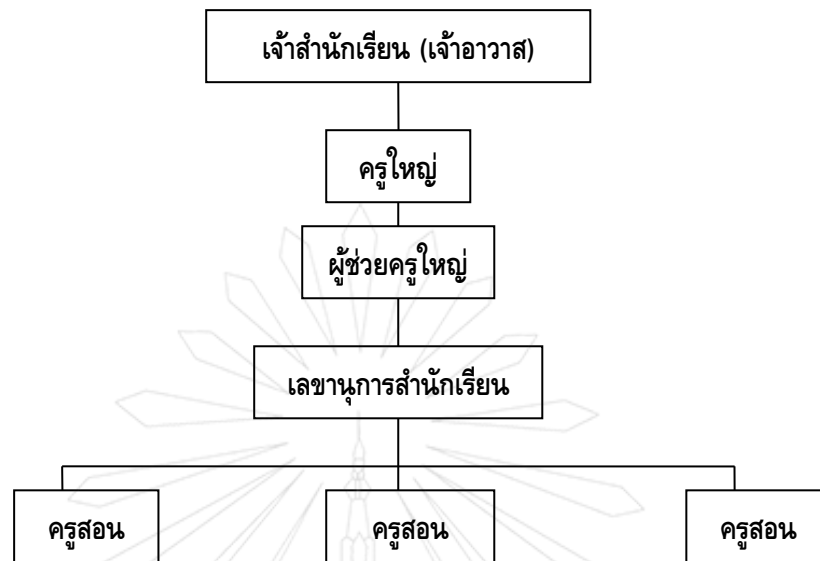 เจ้าสำนักเรียน (เจ้าอาวาส)
ครูใหญ่
ผู้ช่วยครูใหญ่
เลขานุการสำนักเรียน
ครูสอน ครูสอน ครูสอน